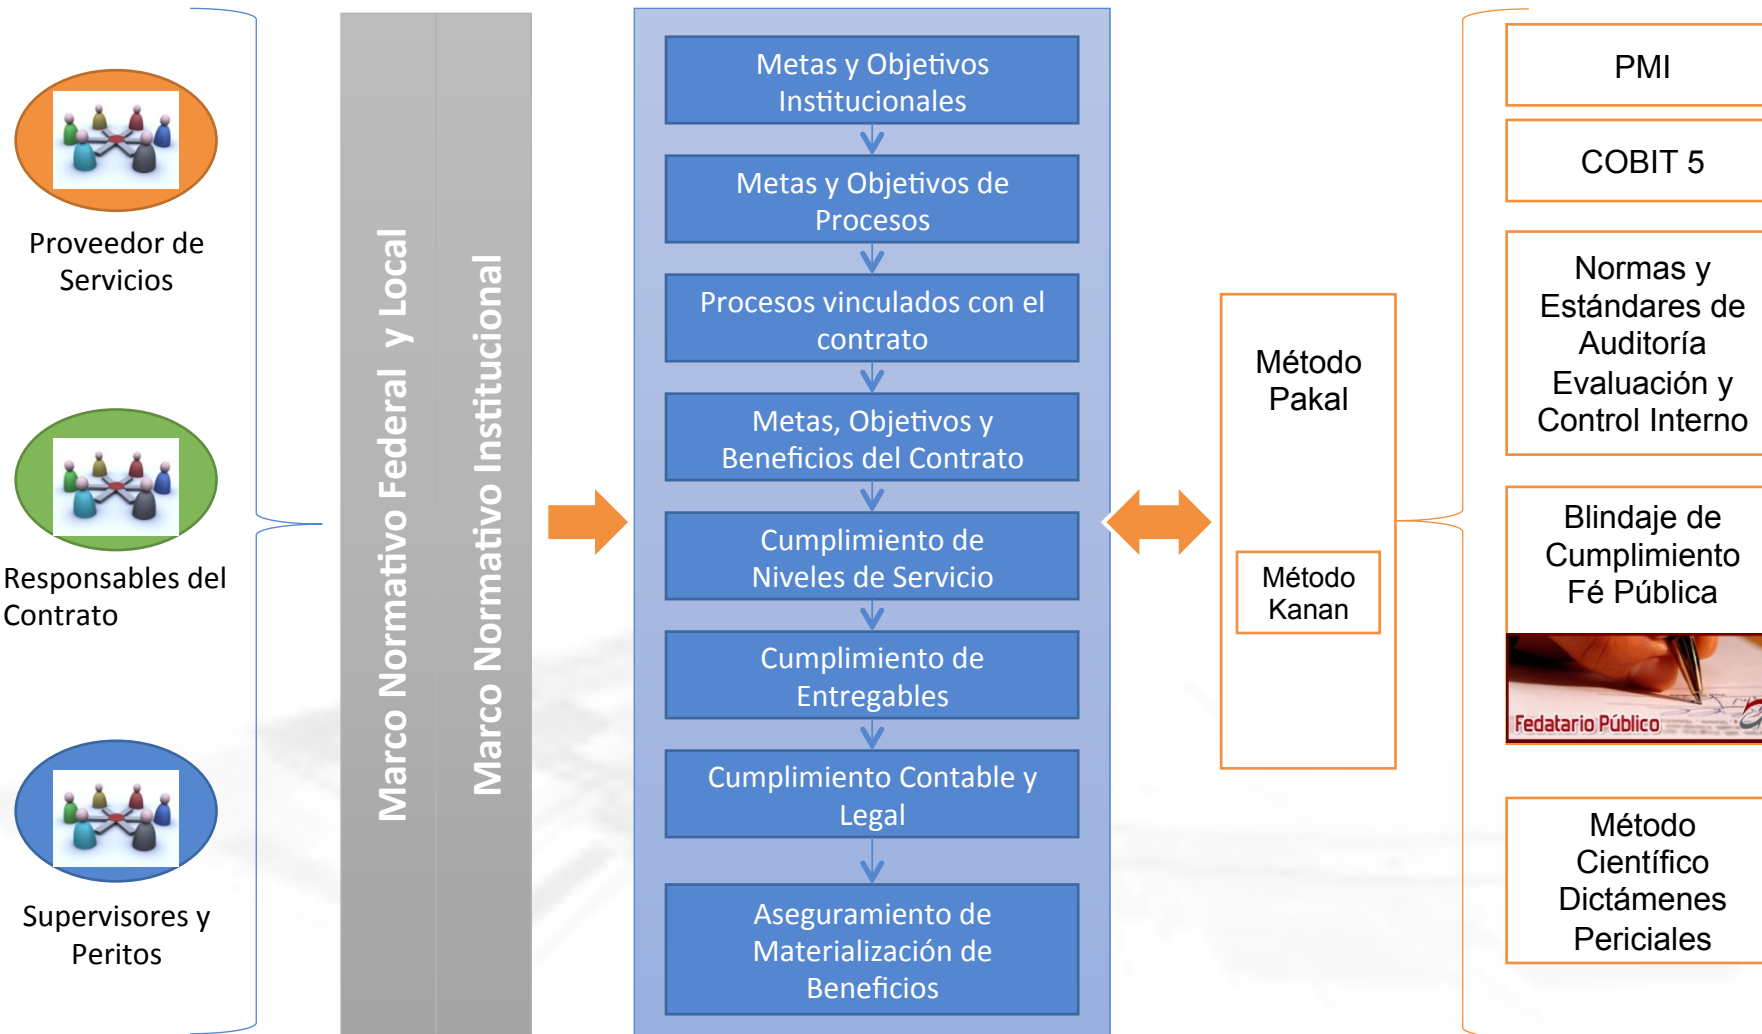 Proveedor de
Servicios
Responsables del
Contrato
Supervisores y
Peritos
Marco Normativo Federal y Local
Marco Normativo Institucional
Metas y Objetivos
Institucionales
Metas y Objetivos de
Procesos
Procesos vinculados con el
contrato
Metas, Objetivos y
Beneficios del Contrato
Cumplimiento de
Niveles de Servicio
Cumplimiento de
Entregables
Cumplimiento Contable y
Legal
Aseguramiento de
Materialización de
Beneficios
Método
Pakal
Método
Kanan
PMI
COBIT 5
Normas y
Estándares de
Auditoría
Evaluación y
Control Interno
Blindaje de
Cumplimiento
Fé Pública
Fedatario Público
Método
Científico
Dictámenes
Periciales